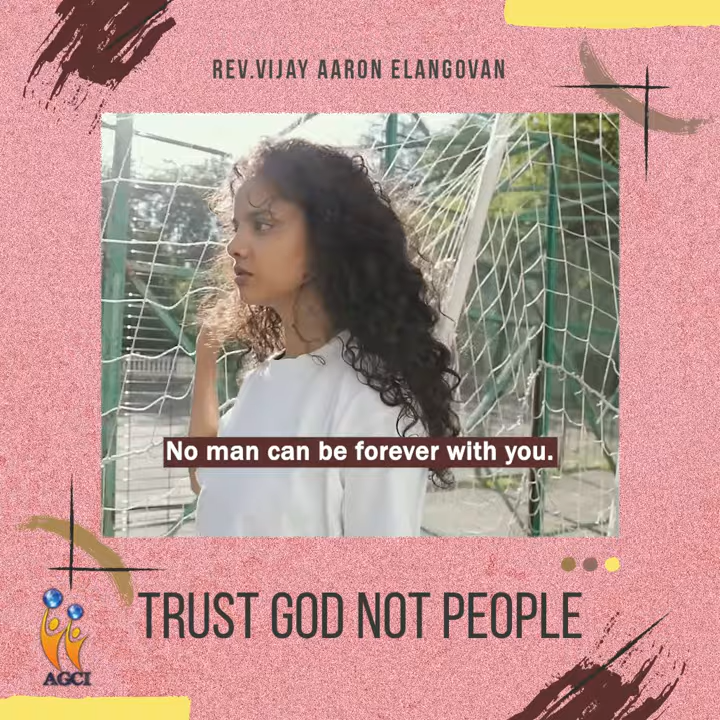 REV.VIJAY AARON ELANGOVAN
No man can be forever with you.
TRUST GOD NOT PEOPLE
AGCI